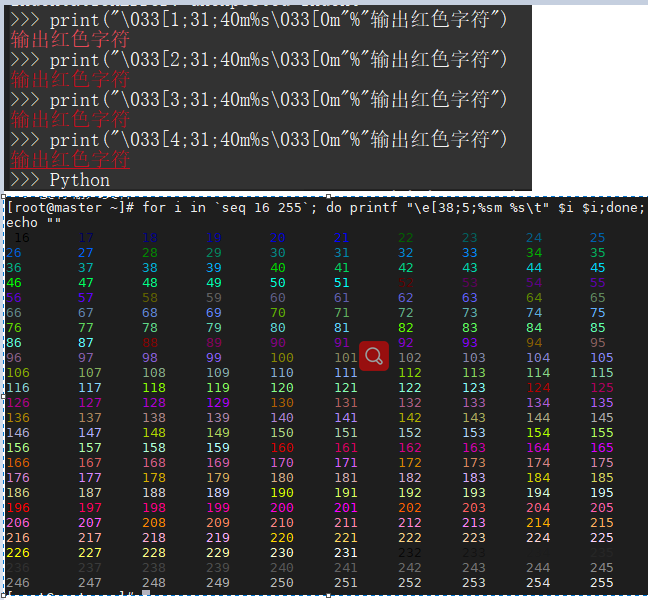 >>> print("\033[1;31;40m%s\033[0m"%"输出红色字符")
输出红色字符
>>> print("\033[2;31;40m%s\033[0m"%"输出红色字符")
输出红色字符
>>> print("\033[3;31;40m%s\033[0m"%"输出红色字符")
输出红色字符
>>> print("\033[4;31;40m%s\033[0m"%"输出红色字符")
输出红色字符
>>> Python
[root@master ~]# for i in `seq 16 255`; do printf "\e[38;5;%sm %s\t" $i $i;done;
echo ""
16 17 18 19 20 21 22 23 24 25
26 27 28 29 30 31 32 33 34 35
36 37 38 39 40 41 42 43 44 45
46 47 48 49 50 51 52 53 54 55
56 57 58 59 60 61 62 63 64 65
66 67 68 69 70 71 72 73 74 75
76 77 78 79 80 81 82 83 84 85
86 87 88 89 90 91 92 93 94 95
96 97 98 99 100 101 102 103 104 105
106 107 108 109 110 111 112 113 114 115
116 117 118 119 120 121 122 123 124 125
126 127 128 129 130 131 132 133 134 135
136 137 138 139 140 141 142 143 144 145
146 147 148 149 150 151 152 153 154 155
156 157 158 159 160 161 162 163 164 165
166 167 168 169 170 171 172 173 174 175
176 177 178 179 180 181 182 183 184 185
186 187 188 189 190 191 192 193 194 195
196 197 198 199 200 201 202 203 204 205
206 207 208 209 210 211 212 213 214 215
216 217 218 219 220 221 222 223 224 225
226 227 228 229 230 231 232 233 235
236 237 238 239 240 241 242 243 244 245
246 247 248 249 250 251 252 253 254 255